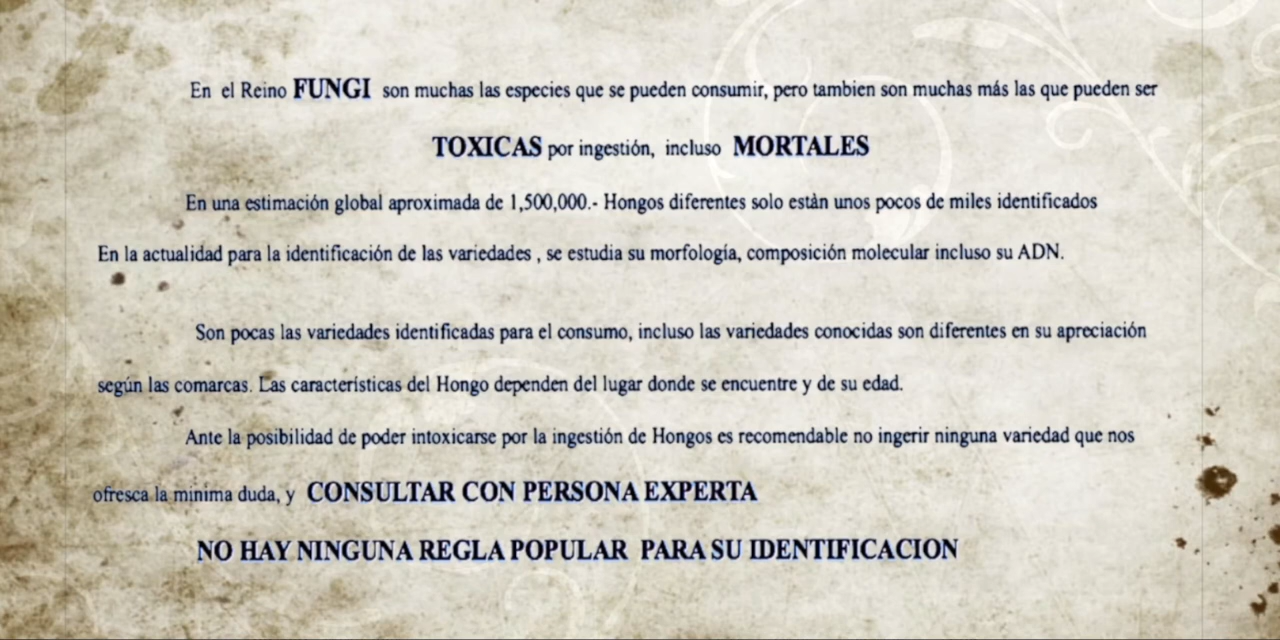 En el Reino FUNGI son muchas las especies que se pueden consumir, pero tambien son muchas más las que pueden ser
TOXICAS por ingestión, incluso MORTALES
En una estimación global aproximada de 1,500,000.- Hongos diferentes solo estàn unos pocos de miles identificados
En la actualidad para la identificación de las variedades , se estudia su morfología, composición molecular incluso su ADN.
Son pocas las variedades identificadas para el consumo, incluso las variedades conocidas son diferentes en su apreciación
según las comarcas. Las características del Hongo dependen del lugar donde se encuentre y de su edad.
Ante la posibilidad de poder intoxicarse por la ingestión de Hongos es recomendable no ingerir ninguna variedad que nos
ofresca la minima duda, y CONSULTAR CON PERSONA EXPERTA
NO HAY NINGUNA REGLA POPULAR PARA SU IDENTIFICACION